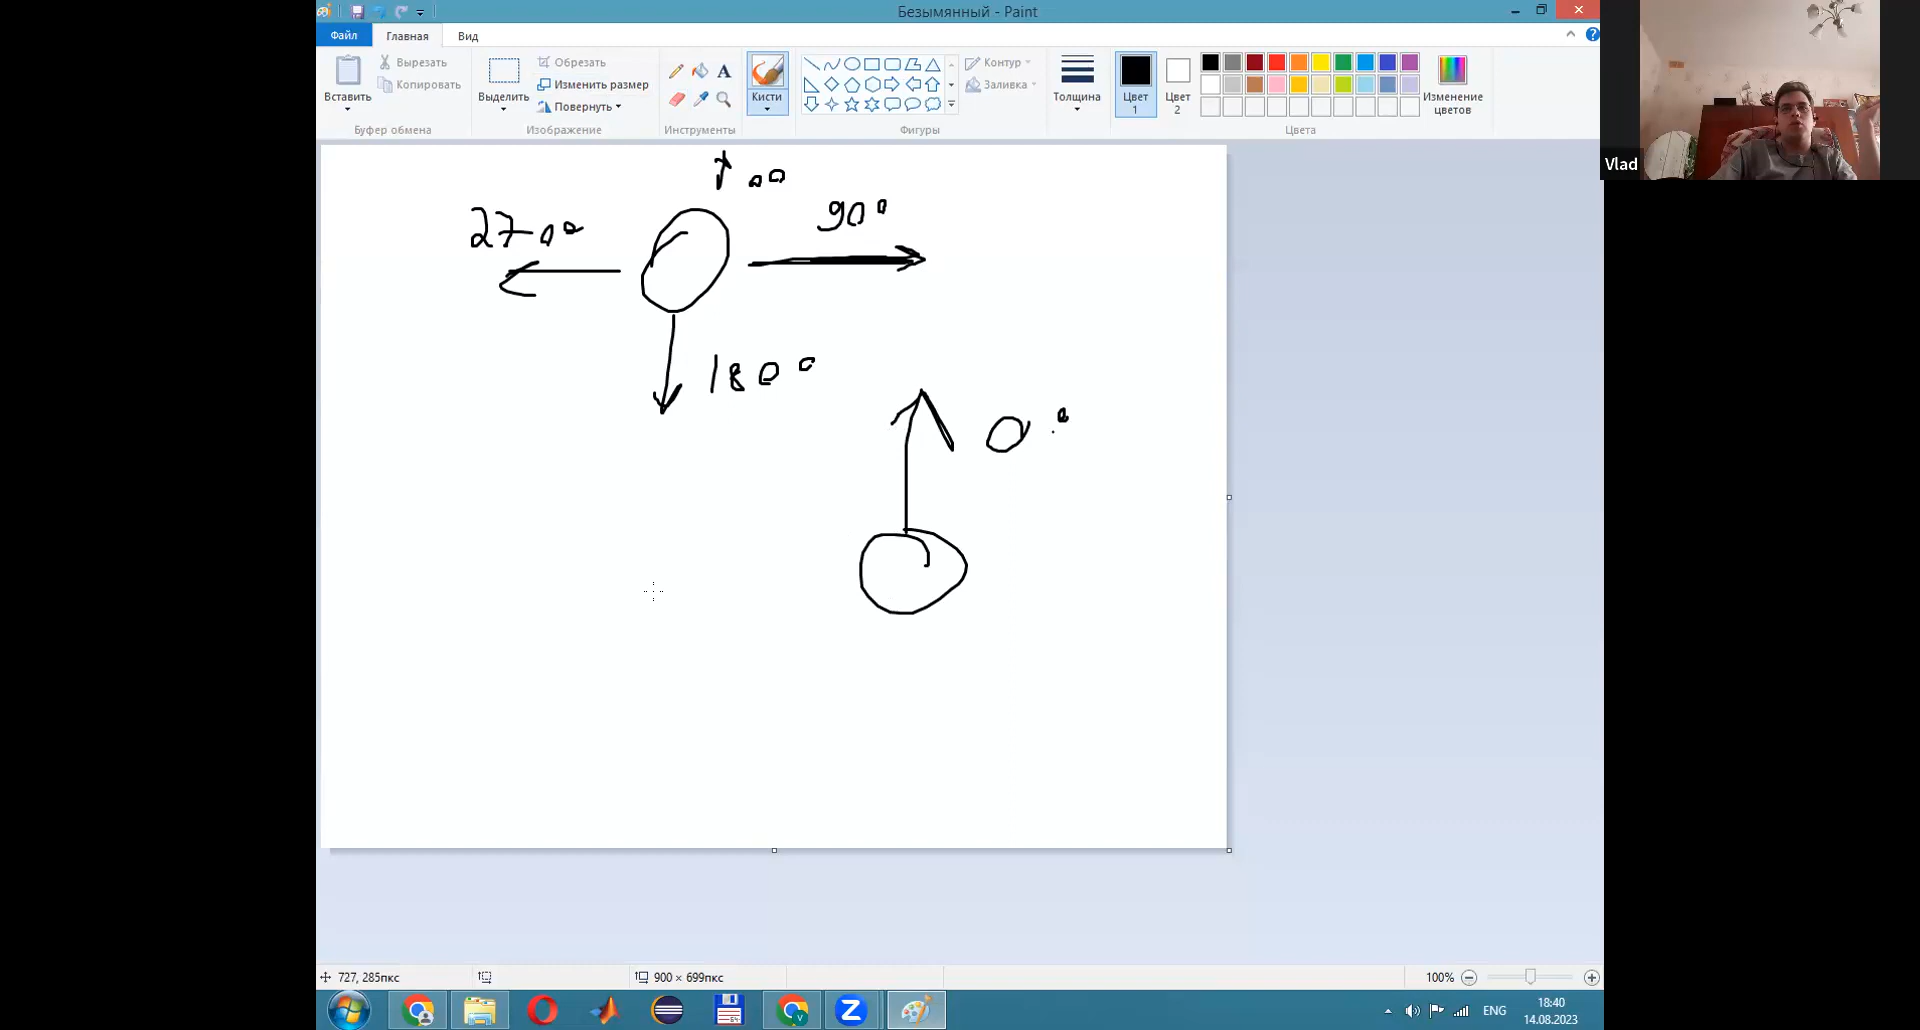 Безымянный - Paint
Файл
Главная
Вид
Вставить
Вырезать
Копировать
Буфер обмена
Выделить
Обрезать
Изменить размер
Повернуть
Изображение
A
Инструменты
Кисти
Контур
Заливка
Фигуры
Толщина
Цвет
1
Цвет
2
Изменение
цветов
Цвета
Vlad
0°
270°
90°
180°
0°
727, 285пкс
900 × 699пкс
100%
V
Z
64
ENG
18:40
14.08.2023